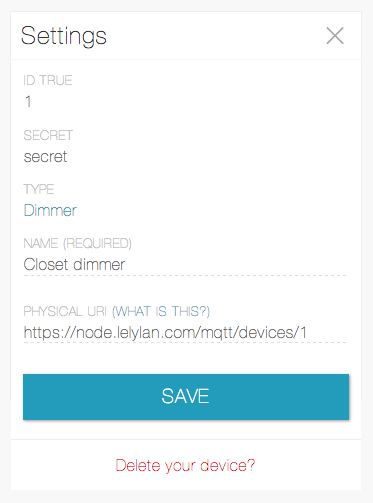 Settings
ID TRUE
1
SECRET
secret
TYPE
Dimmer
NAME (REQUIRED)
Closet dimmer
PHYSICAL URI (WHAT IS THIS?)
https://node.lelylan.com/mqtt/devices/1
SAVE
Delete your device?